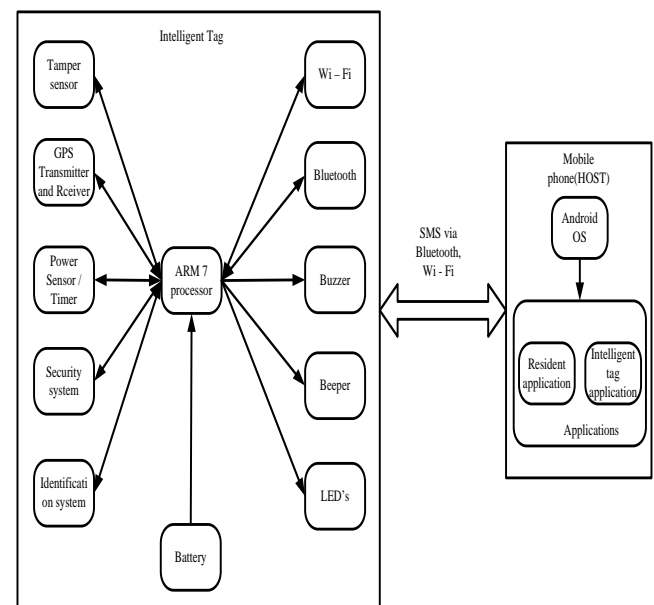 Intelligent Tag
Tamper
sensor
GPS
Transmitter
and Rceiver
Power
Sensor /
Timer
Security
system
Identificati
on system
ARM 7
processor
Battery
Wi – Fi
Bluetooth
Buzzer
Beeper
LED's
SMS via
Bluetooth,
Wi - Fi
Mobile
phone(HOST)
Android
OS
Resident
application
Intelligent
tag
application
Applications